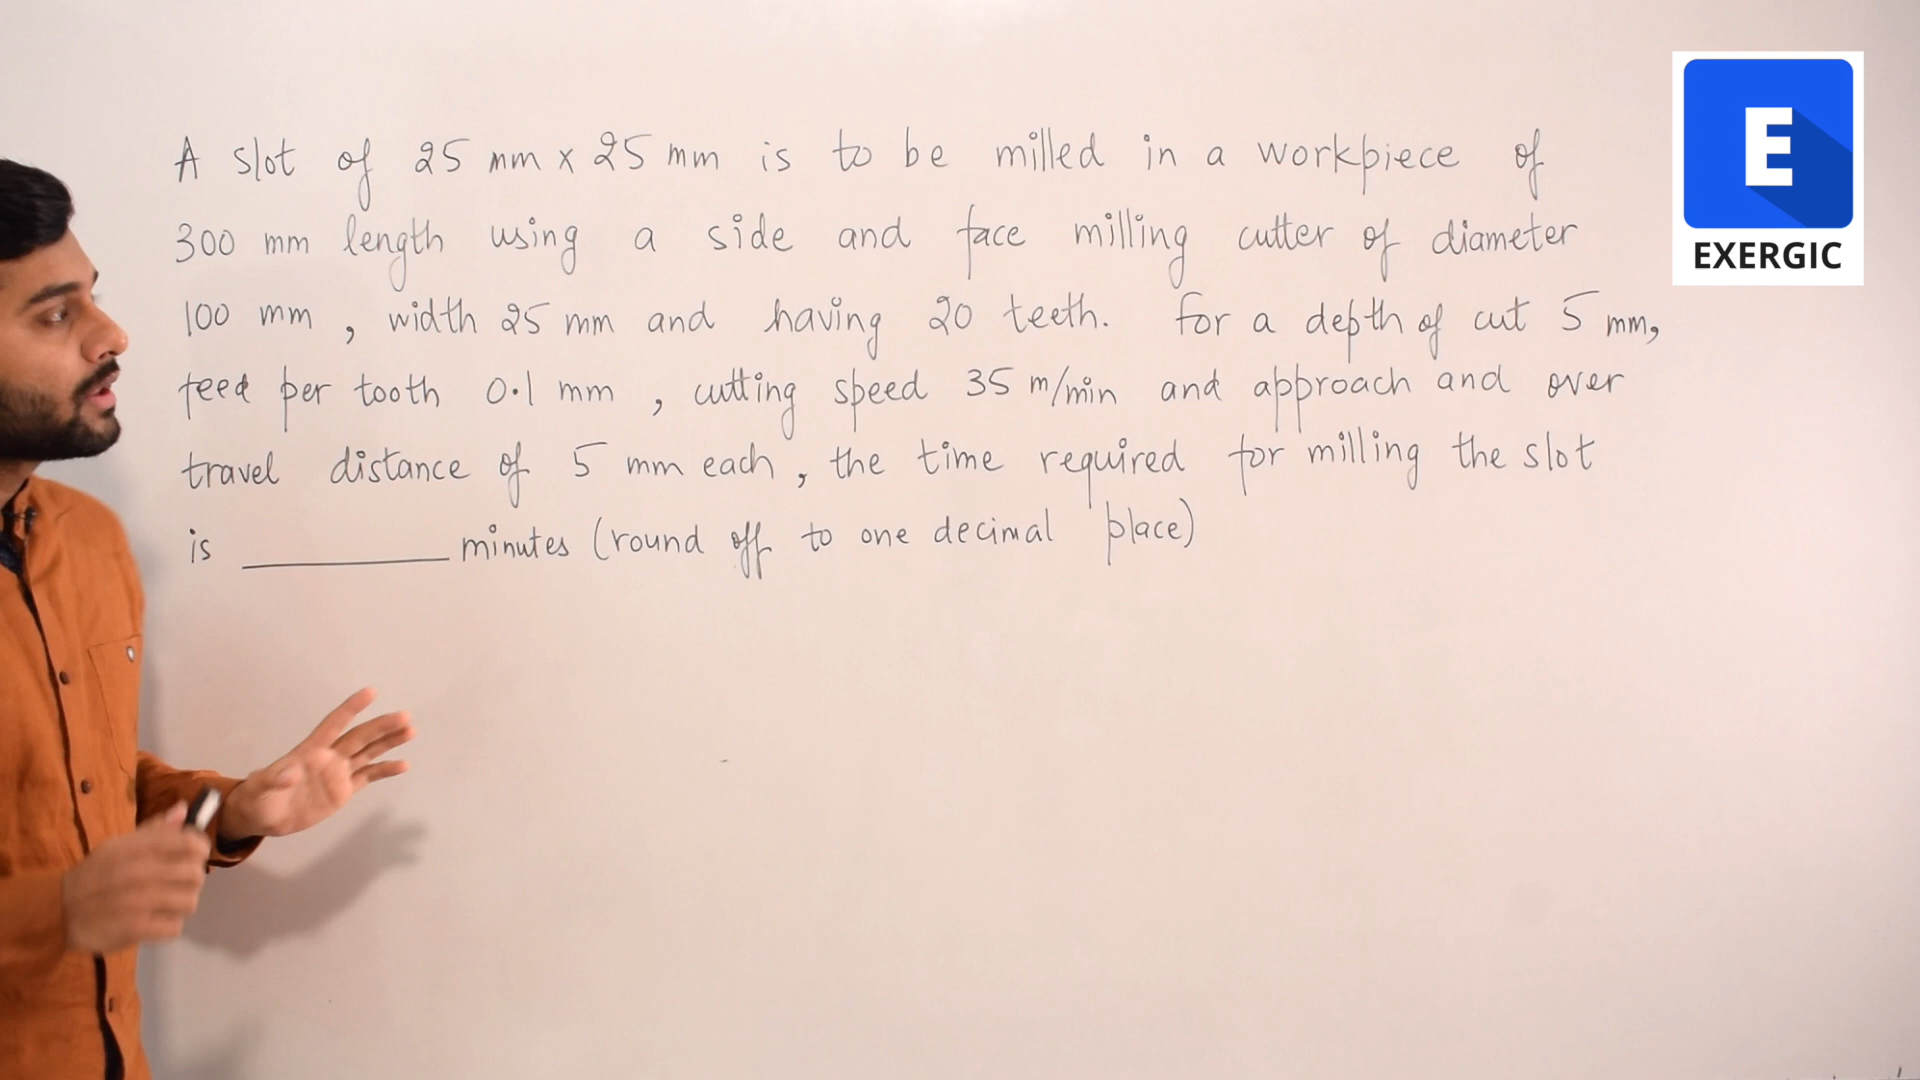 A slot of 25 mm x 25 mm is to be milled in a workpiece of
300 mm length using a side and face milling cutter of diameter
100 mm, width 25 mm and having 20 teeth. For a depth of cut 5 mm,
feed per tooth 0.1 mm, cutting speed 35 m/min and approach and over
travel distance of 5 mm each, the time required for milling the slot
is ________ minutes (round off to one decimal place)
E
EXERGIC